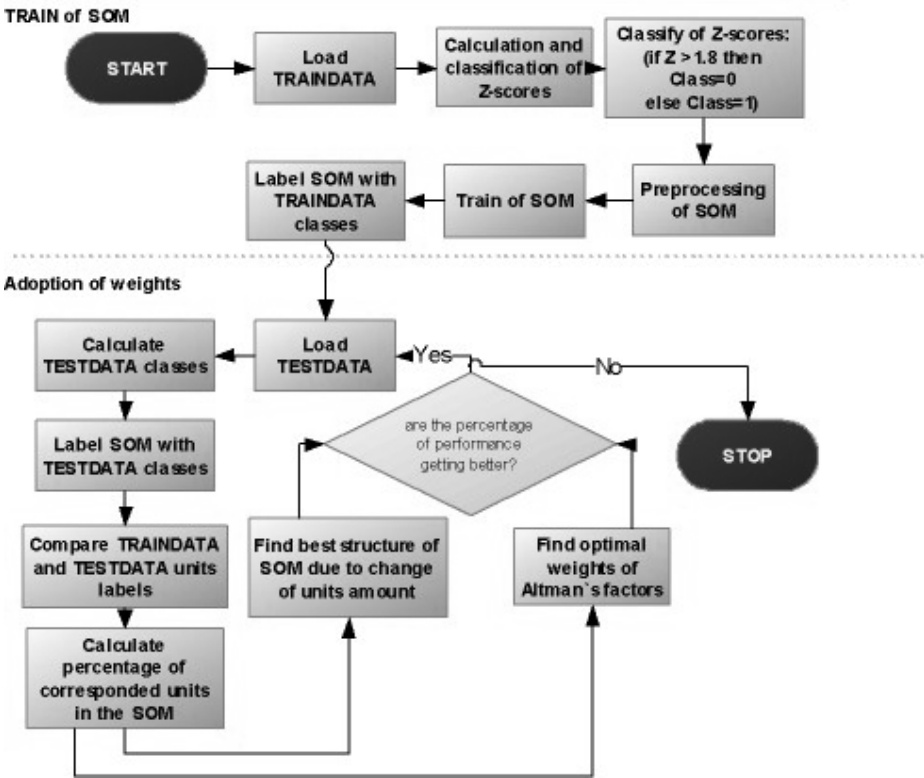 TRAIN of SOM
START
Load
TRAINDATA
Calculation and
classification of
Z-scores
Classify of Z-scores:
(if Z > 1.8 then
Class=0
else Class=1)
Label SOM with
TRAINDATA
classes
Train of SOM
Preprocessing
of SOM
Adoption of weights
Calculate
TESTDATA classes
Load
TESTDATA
Yes
No
are the percentage
of performance
getting better?
Label SOM with
TESTDATA classes
STOP
Compare TRAINDATA
and TESTDATA units
labels
Find best structure of
SOM due to change
of units amount
Find optimal
weights of
Altman`s factors
Calculate
percentage of
corresponded units
in the SOM